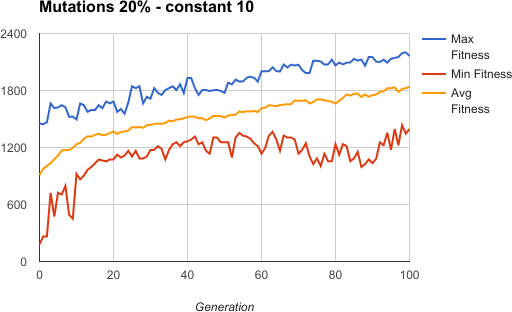 Mutations 20% - constant 10
2400
1800
1200
600
0
0 20 40 60 80 100
Generation
Max
Fitness
Min Fitness
Avg
Fitness